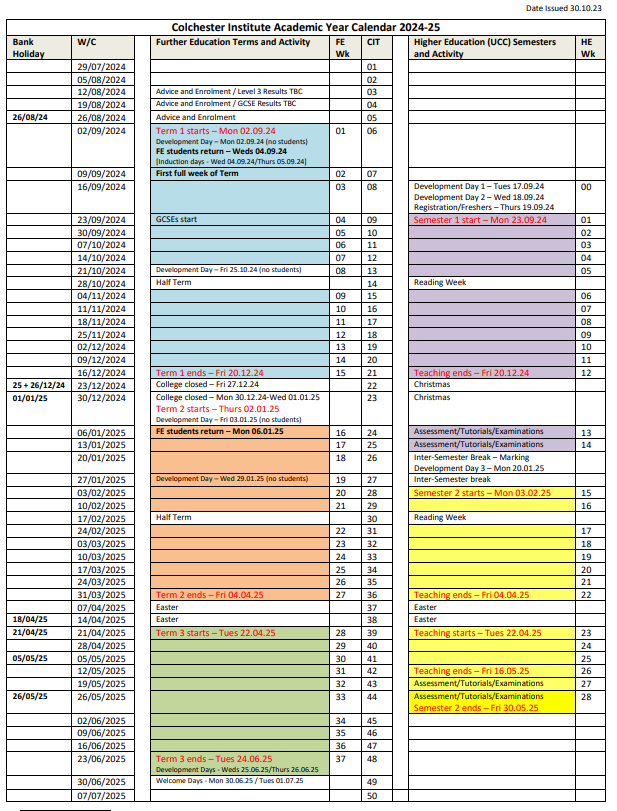 Date Issued 30.10.23
Colchester Institute Academic Year Calendar 2024-25
Bank Holiday W/C Further Education Terms and Activity FE Wk CIT Higher Education (UCC) Semesters and Activity HE Wk
29/07/2024 01
05/08/2024 02
12/08/2024 Advice and Enrolment / Level 3 Results TBC 03
19/08/2024 Advice and Enrolment / GCSE Results TBC 04
26/08/24 26/08/2024 Advice and Enrolment 05
02/09/2024 Term 1 starts – Mon 02.09.24 01 06
Development Day – Mon 02.09.24 (no students)
FE students return – Weds 04.09.24
[Induction days - Wed 04.09.24/Thurs 05.09.24]
09/09/2024 First full week of Term 02 07
16/09/2024 03 08 Development Day 1 – Tues 17.09.24 00
Development Day 2 – Wed 18.09.24
Registration/Freshers – Thurs 19.09.24
23/09/2024 GCSEs start 04 09 Semester 1 start – Mon 23.09.24 01
30/09/2024 05 10 02
07/10/2024 06 11 03
14/10/2024 07 12 04
21/10/2024 Development Day – Fri 25.10.24 (no students) 08 13 05
28/10/2024 Half Term 14 Reading Week
04/11/2024 09 15 06
11/11/2024 10 16 07
18/11/2024 11 17 08
25/11/2024 12 18 09
02/12/2024 13 19 10
09/12/2024 14 20 11
16/12/2024 Term 1 ends – Fri 20.12.24 15 21 Teaching ends – Fri 20.12.24 12
25 + 26/12/24 23/12/2024 College closed – Fri 27.12.24 22 Christmas
01/01/25 30/12/2024 College closed – Mon 30.12.24-Wed 01.01.25 23 Christmas
Term 2 starts – Thurs 02.01.25
Development Day – Fri 03.01.25 (no students)
06/01/2025 FE students return – Mon 06.01.25 16 24 Assessment/Tutorials/Examinations 13
13/01/2025 17 25 Assessment/Tutorials/Examinations 14
20/01/2025 18 26 Inter-Semester Break – Marking
Development Day 3 – Mon 20.01.25
27/01/2025 Development Day – Wed 29.01.25 (no students) 19 27 Inter-Semester break
03/02/2025 20 28 Semester 2 starts – Mon 03.02.25 15
10/02/2025 21 29 16
17/02/2025 Half Term 30 Reading Week
24/02/2025 22 31 17
03/03/2025 23 32 18
10/03/2025 24 33 19
17/03/2025 25 34 20
24/03/2025 26 35 21
31/03/2025 Term 2 ends – Fri 04.04.25 27 36 Teaching ends – Fri 04.04.25 22
07/04/2025 Easter 37 Easter
18/04/25 14/04/2025 Easter 38 Easter
21/04/25 21/04/2025 Term 3 starts – Tues 22.04.25 28 39 Teaching starts – Tues 22.04.25 23
28/04/2025 29 40 24
05/05/25 05/05/2025 30 41 25
12/05/2025 31 42 Teaching ends – Fri 16.05.25 26
19/05/2025 32 43 Assessment/Tutorials/Examinations 27
26/05/25 26/05/2025 33 44 Assessment/Tutorials/Examinations 28
Semester 2 ends – Fri 30.05.25
02/06/2025 34 45
09/06/2025 35 46
16/06/2025 36 47
23/06/2025 Term 3 ends – Tues 24.06.25 37 48
Development Days - Weds 25.06.25/Thurs 26.06.25
30/06/2025 Welcome Days - Mon 30.06.25 / Tues 01.07.25 49
07/07/2025 50